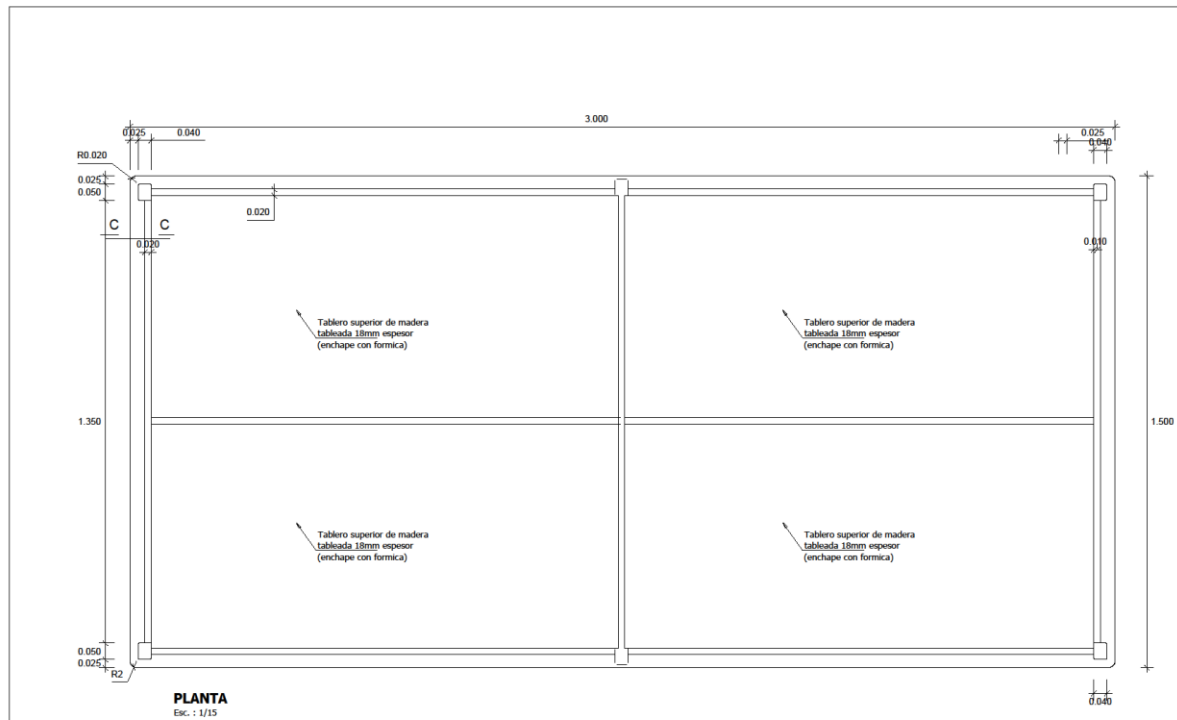 3.000
0.025
0.040
0.025
0.040
R0.020
0.025
0.050
0.020
C
C
0.020
0.010
Tablero superior de madera
tableada 18mm espesor
(enchape con formica)
Tablero superior de madera
tableada 18mm espesor
(enchape con formica)
1.350
1.500
Tablero superior de madera
tableada 18mm espesor
(enchape con formica)
Tablero superior de madera
tableada 18mm espesor
(enchape con formica)
0.050
0.025
R2
PLANTA
Esc. : 1/15
0.040